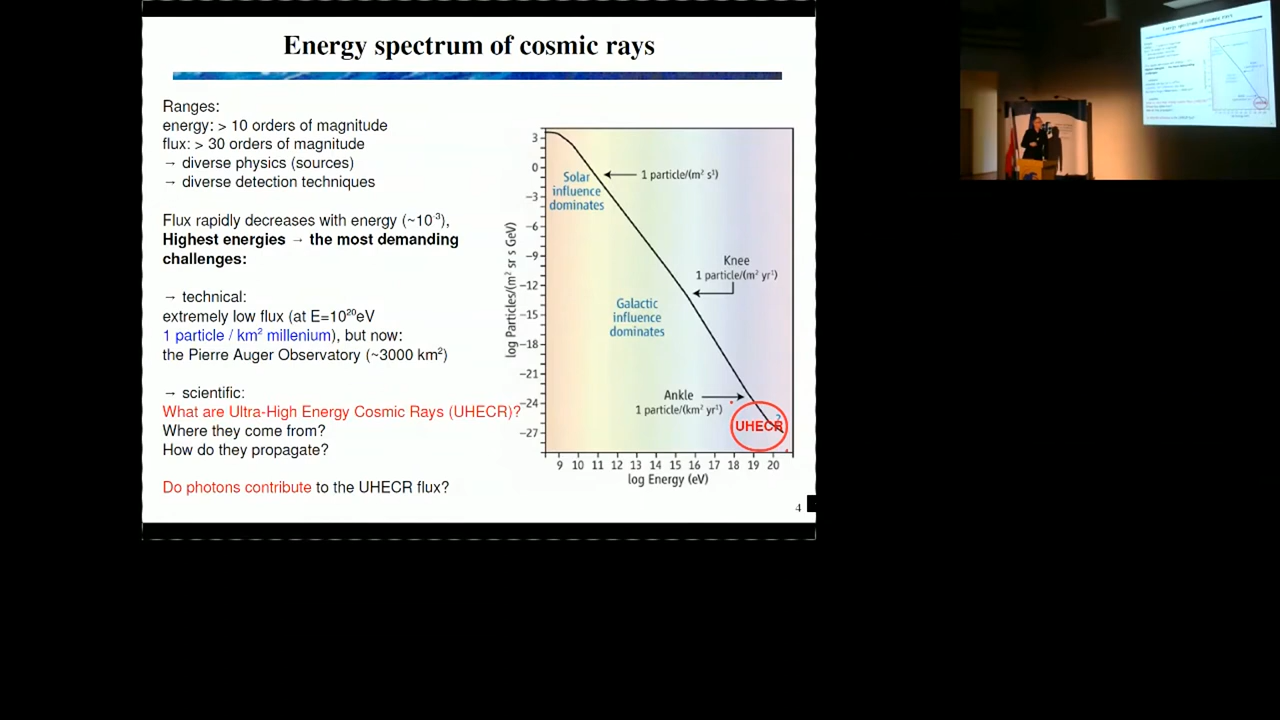 Energy spectrum of cosmic rays
Ranges:
energy: > 10 orders of magnitude
flux: > 30 orders of magnitude
→ diverse physics (sources)
→ diverse detection techniques
Flux rapidly decreases with energy (~10⁻³),
Highest energies → the most demanding
challenges:
→ technical:
extremely low flux (at E=10²⁰eV
1 particle / km² millenium), but now:
the Pierre Auger Observatory (~3000 km²)
→ scientific:
What are Ultra-High Energy Cosmic Rays (UHECR)?
Where they come from?
How do they propagate?
Do photons contribute to the UHECR flux?
log Particles/(m² sr s GeV)
3
0
−3
−6
−9
−12
−15
−18
−21
−24
−27
Solar
influence
dominates
1 particle/(m² s¹)
Knee
1 particle/(m² yr¹)
Galactic
influence
dominates
Ankle
1 particle/(km² yr¹)
?
UHECR
9 10 11 12 13 14 15 16 17 18 19 20
log Energy (eV)
4
Energy spectrum of cosmic rays